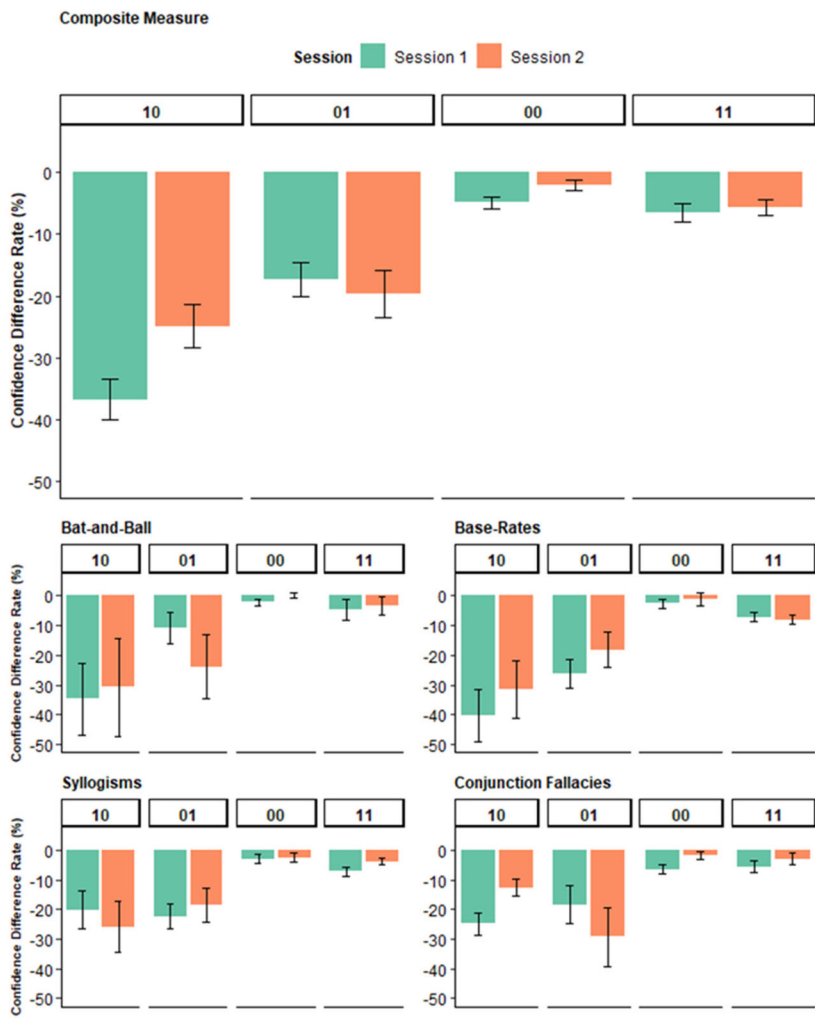 Composite Measure
Session Session 1 Session 2
10 01 00 11
Confidence Difference Rate (%)
0
-10
-20
-30
-40
-50
Bat-and-Ball
10 01 00 11
Confidence Difference Rate (%)
0
-10
-20
-30
-40
-50
Base-Rates
10 01 00 11
0
-10
-20
-30
-40
-50
Syllogisms
10 01 00 11
Confidence Difference Rate (%)
0
-10
-20
-30
-40
-50
Conjunction Fallacies
10 01 00 11
0
-10
-20
-30
-40
-50